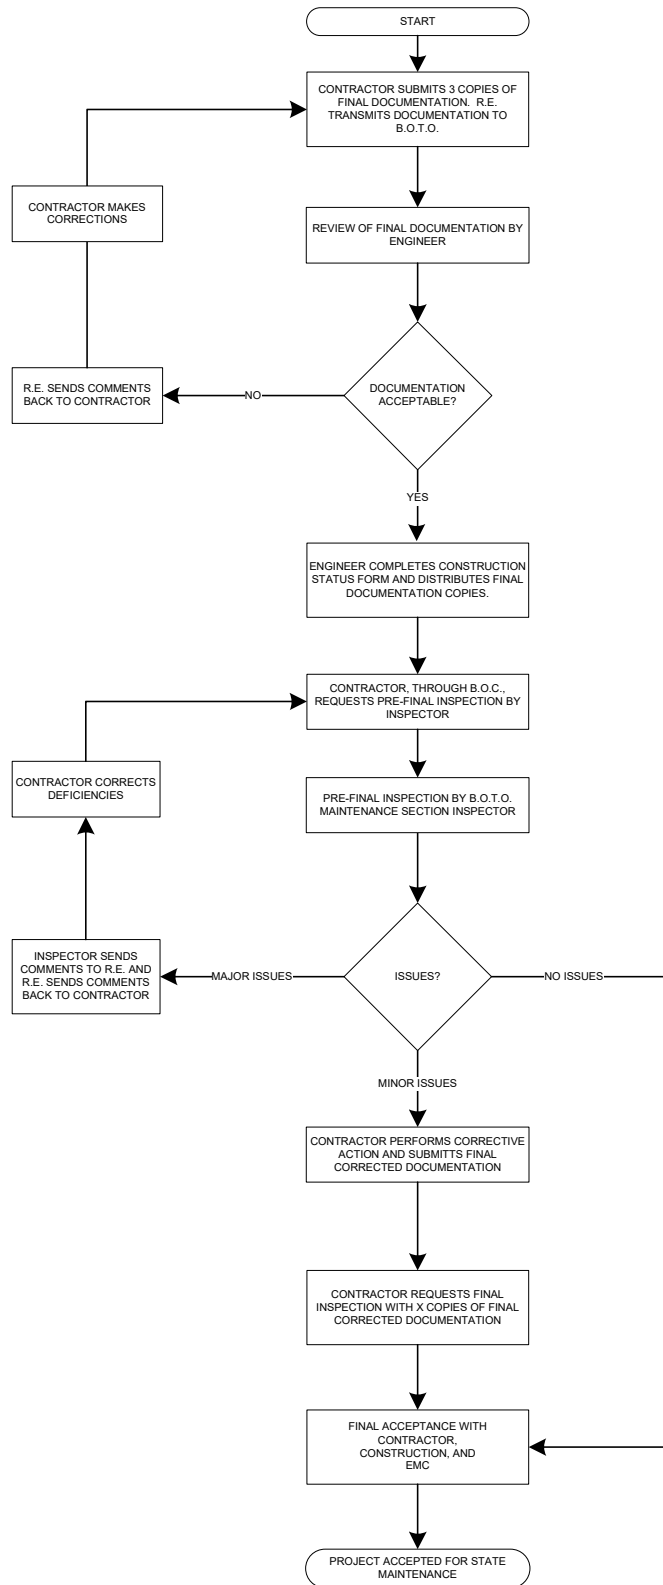 START
CONTRACTOR SUBMITS 3 COPIES OF
FINAL DOCUMENTATION. R.E.
TRANSMITS DOCUMENTATION TO
B.O.T.O.
CONTRACTOR MAKES
CORRECTIONS
REVIEW OF FINAL DOCUMENTATION BY
ENGINEER
R.E. SENDS COMMENTS
BACK TO CONTRACTOR
NO
DOCUMENTATION
ACCEPTABLE?
YES
ENGINEER COMPLETES CONSTRUCTION
STATUS FORM AND DISTRIBUTES FINAL
DOCUMENTATION COPIES.
CONTRACTOR, THROUGH B.O.C.,
REQUESTS PRE-FINAL INSPECTION BY
INSPECTOR
CONTRACTOR CORRECTS
DEFICIENCIES
PRE-FINAL INSPECTION BY B.O.T.O.
MAINTENANCE SECTION INSPECTOR
INSPECTOR SENDS
COMMENTS TO R.E. AND
R.E. SENDS COMMENTS
BACK TO CONTRACTOR
MAJOR ISSUES
ISSUES?
NO ISSUES
MINOR ISSUES
CONTRACTOR PERFORMS CORRECTIVE
ACTION AND SUBMITTS FINAL
CORRECTED DOCUMENTATION
CONTRACTOR REQUESTS FINAL
INSPECTION WITH X COPIES OF FINAL
CORRECTED DOCUMENTATION
FINAL ACCEPTANCE WITH
CONTRACTOR,
CONSTRUCTION, AND
EMC
PROJECT ACCEPTED FOR STATE
MAINTENANCE